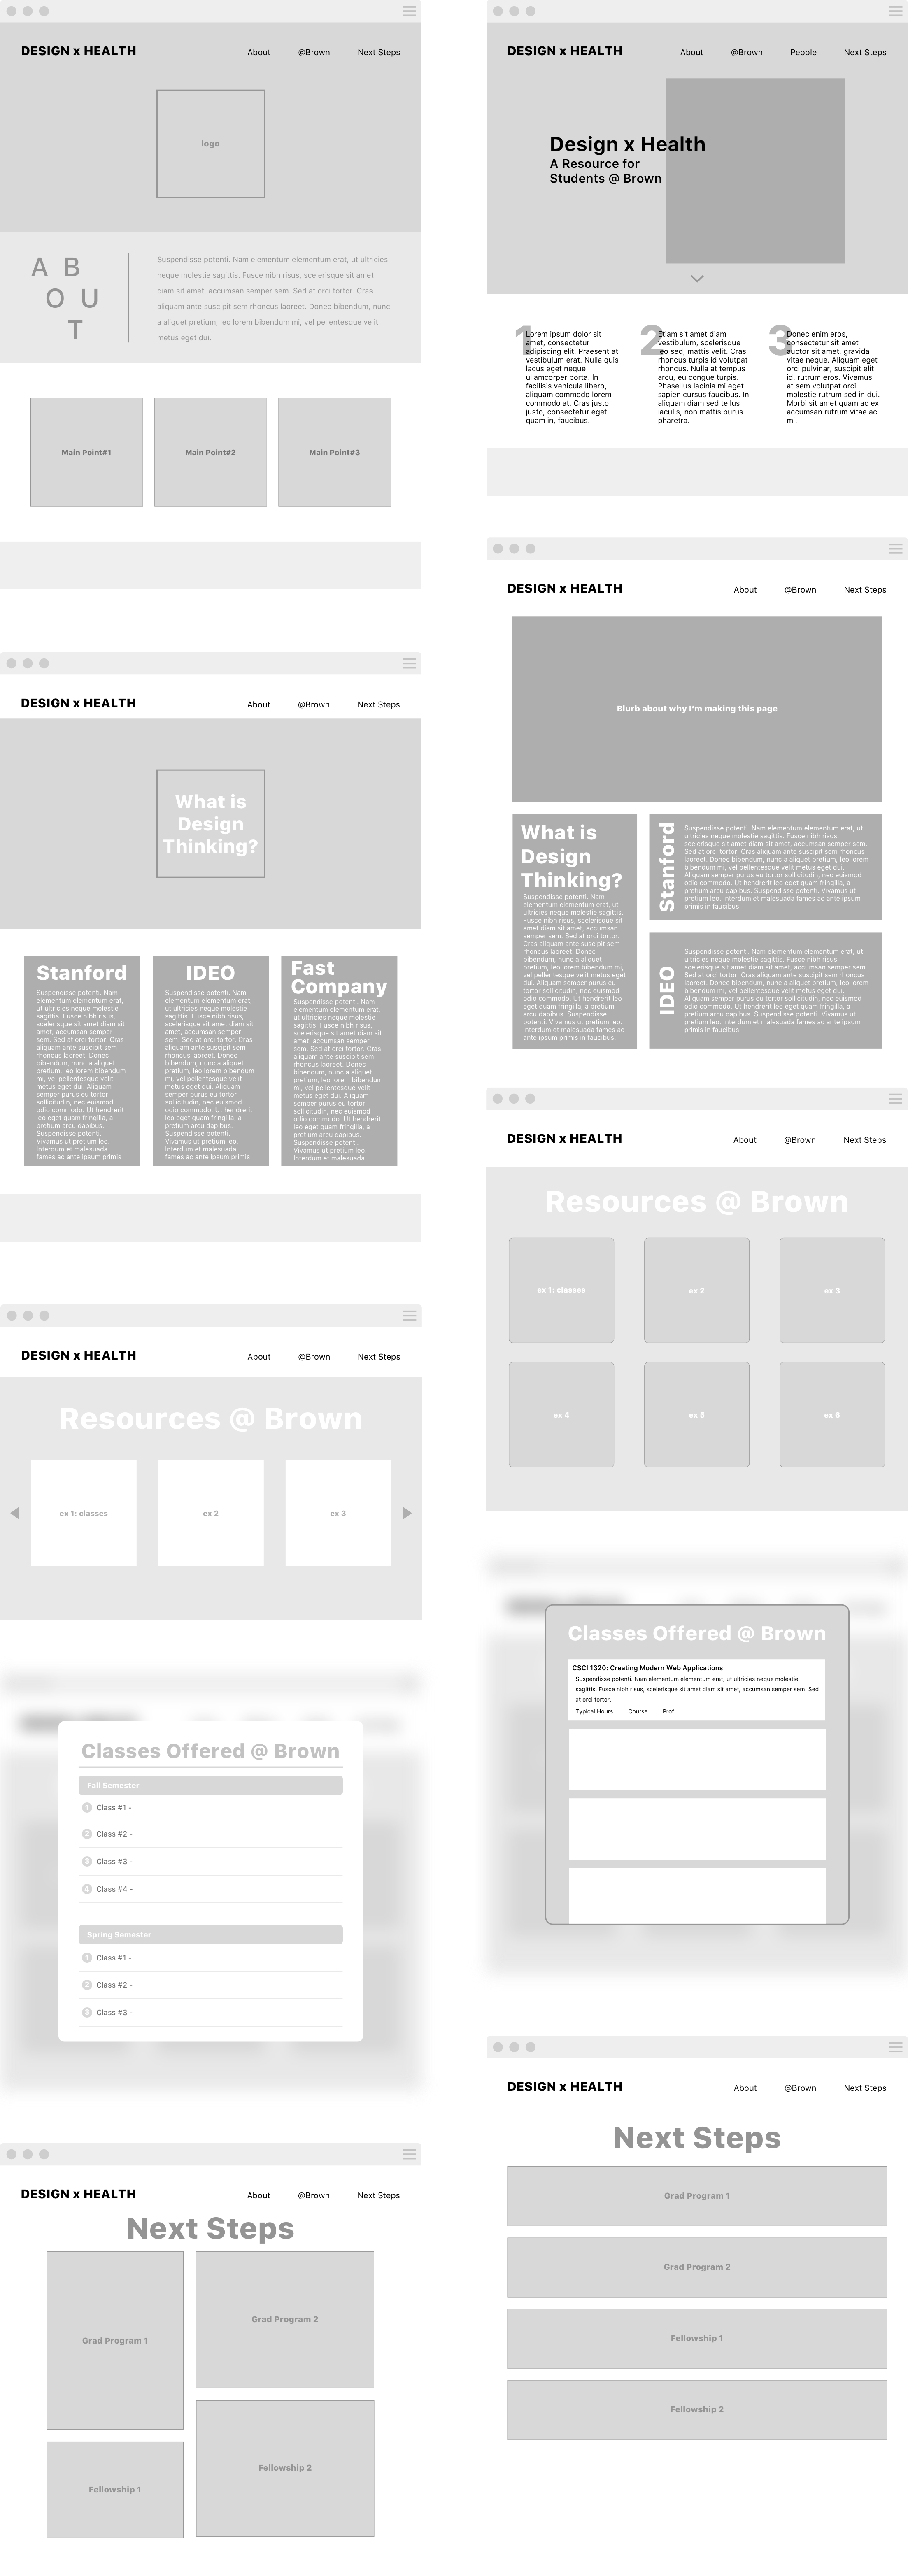 DESIGN x HEALTH
About @Brown Next Steps
logo
A B
O U
T
Suspendisse potenti. Nam elementum elementum erat, ut ultricies
neque molestie sagittis. Fusce nibh risus, scelerisque sit amet
diam sit amet, accumsan semper sem. Sed at orci tortor. Cras
aliquam ante suscipit sem rhoncus laoreet. Donec bibendum, nunc
a aliquet pretium, leo lorem bibendum mi, vel pellentesque velit
metus eget dui.
Main Point#1 Main Point#2 Main Point#3
DESIGN x HEALTH
About @Brown Next Steps
What is
Design
Thinking?
Stanford
Suspendisse potenti. Nam
elementum elementum erat,
ut ultricies neque molestie
sagittis. Fusce nibh risus,
scelerisque sit amet diam sit
amet, accumsan semper
sem. Sed at orci tortor. Cras
aliquam ante suscipit sem
rhoncus laoreet. Donec
bibendum, nunc a aliquet
pretium, leo lorem bibendum
mi, vel pellentesque velit
metus eget dui. Aliquam
semper purus eu tortor
sollicitudin, nec euismod
odio commodo. Ut hendrerit
leo eget quam fringilla, a
pretium arcu dapibus.
Suspendisse potenti.
Vivamus ut pretium leo.
Interdum et malesuada
fames ac ante ipsum primis
IDEO
Suspendisse potenti. Nam
elementum elementum erat,
ut ultricies neque molestie
sagittis. Fusce nibh risus,
scelerisque sit amet diam sit
amet, accumsan semper
sem. Sed at orci tortor. Cras
aliquam ante suscipit sem
rhoncus laoreet. Donec
bibendum, nunc a aliquet
pretium, leo lorem bibendum
mi, vel pellentesque velit
metus eget dui. Aliquam
semper purus eu tortor
sollicitudin, nec euismod
odio commodo. Ut hendrerit
leo eget quam fringilla, a
pretium arcu dapibus.
Suspendisse potenti.
Vivamus ut pretium leo.
Interdum et malesuada
fames ac ante ipsum primis
Fast
Company
Suspendisse potenti. Nam
elementum elementum erat,
ut ultricies neque molestie
sagittis. Fusce nibh risus,
scelerisque sit amet diam sit
amet, accumsan semper
sem. Sed at orci tortor. Cras
aliquam ante suscipit sem
rhoncus laoreet. Donec
bibendum, nunc a aliquet
pretium, leo lorem bibendum
mi, vel pellentesque velit
metus eget dui. Aliquam
semper purus eu tortor
sollicitudin, nec euismod
odio commodo. Ut hendrerit
leo eget quam fringilla, a
pretium arcu dapibus.
Suspendisse potenti.
Vivamus ut pretium leo.
Interdum et malesuada
DESIGN x HEALTH
About @Brown Next Steps
Resources @ Brown
ex 1: classes ex 2 ex 3
Classes Offered @ Brown
Fall Semester
1 Class #1 -
2 Class #2 -
3 Class #3 -
4 Class #4 -
Spring Semester
1 Class #1 -
2 Class #2 -
3 Class #3 -
DESIGN x HEALTH
About @Brown Next Steps
Next Steps
Grad Program 1
Grad Program 2
Fellowship 1
Fellowship 2
DESIGN x HEALTH
About @Brown People Next Steps
Design x Health
A Resource for
Students @ Brown
1
Lorem ipsum dolor sit
amet, consectetur
adipiscing elit. Praesent at
vestibulum erat. Nulla quis
lacus eget neque
ullamcorper porta. In
facilisis vehicula libero,
aliquam commodo lorem
commodo at. Cras justo
justo, consectetur eget
quam in, faucibus.
2
Etiam sit amet diam
vestibulum, scelerisque
leo sed, mattis velit. Cras
rhoncus turpis id volutpat
rhoncus. Nulla at tempus
arcu, eu congue turpis.
Phasellus lacinia mi eget
sapien cursus faucibus. In
aliquam diam sed tellus
iaculis, non mattis purus
pharetra.
3
Donec enim eros,
consectetur sit amet
auctor sit amet, gravida
vitae neque. Aliquam eget
orci pulvinar, suscipit elit
id, rutrum eros. Vivamus
at sem volutpat orci
molestie rutrum sed in dui.
Morbi sit amet quam ac ex
accumsan rutrum vitae ac
mi.
DESIGN x HEALTH
About @Brown Next Steps
Blurb about why I'm making this page
What is
Design
Thinking?
Suspendisse potenti. Nam
elementum elementum erat, ut
ultricies neque molestie sagittis.
Fusce nibh risus, scelerisque sit
amet diam sit amet, accumsan
semper sem. Sed at orci tortor.
Cras aliquam ante suscipit sem
rhoncus laoreet. Donec
bibendum, nunc a aliquet
pretium, leo lorem bibendum mi,
vel pellentesque velit metus eget
dui. Aliquam semper purus eu
tortor sollicitudin, nec euismod
odio commodo. Ut hendrerit leo
eget quam fringilla, a pretium
arcu dapibus. Suspendisse
potenti. Vivamus ut pretium leo.
Interdum et malesuada fames ac
ante ipsum primis in faucibus.
Stanford
Suspendisse potenti. Nam elementum elementum erat, ut
ultricies neque molestie sagittis. Fusce nibh risus,
scelerisque sit amet diam sit amet, accumsan semper sem.
Sed at orci tortor. Cras aliquam ante suscipit sem rhoncus
laoreet. Donec bibendum, nunc a aliquet pretium, leo lorem
bibendum mi, vel pellentesque velit metus eget dui.
Aliquam semper purus eu tortor sollicitudin, nec euismod
odio commodo. Ut hendrerit leo eget quam fringilla, a
pretium arcu dapibus. Suspendisse potenti. Vivamus ut
pretium leo. Interdum et malesuada fames ac ante ipsum
primis in faucibus.
IDEO
Suspendisse potenti. Nam elementum elementum erat, ut
ultricies neque molestie sagittis. Fusce nibh risus,
scelerisque sit amet diam sit amet, accumsan semper sem.
Sed at orci tortor. Cras aliquam ante suscipit sem rhoncus
laoreet. Donec bibendum, nunc a aliquet pretium, leo lorem
bibendum mi, vel pellentesque velit metus eget dui.
Aliquam semper purus eu tortor sollicitudin, nec euismod
odio commodo. Ut hendrerit leo eget quam fringilla, a
pretium arcu dapibus. Suspendisse potenti. Vivamus ut
pretium leo. Interdum et malesuada fames ac ante ipsum
primis in faucibus.
DESIGN x HEALTH
About @Brown Next Steps
Resources @ Brown
ex 1: classes ex 2 ex 3
ex 4 ex 5 ex 6
Classes Offered @ Brown
CSCI 1320: Creating Modern Web Applications
Suspendisse potenti. Nam elementum elementum erat, ut ultricies neque molestie
sagittis. Fusce nibh risus, scelerisque sit amet diam sit amet, accumsan semper sem. Sed
at orci tortor.
Typical Hours Course Prof
DESIGN x HEALTH
About @Brown Next Steps
Next Steps
Grad Program 1
Grad Program 2
Fellowship 1
Fellowship 2